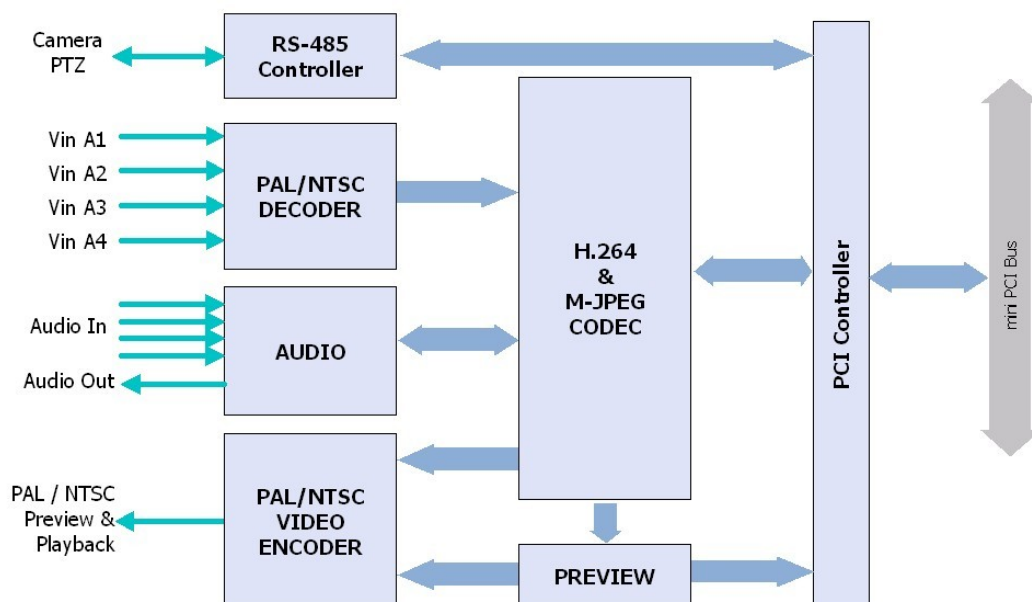 Camera
PTZ
RS-485
Controller
Vin A1
Vin A2
Vin A3
Vin A4
PAL/NTSC
DECODER
H.264
&
M-JPEG
CODEC
PCI Controller
mini PCI Bus
Audio In
AUDIO
Audio Out
PAL / NTSC
Preview &
Playback
PAL/NTSC
VIDEO
ENCODER
PREVIEW